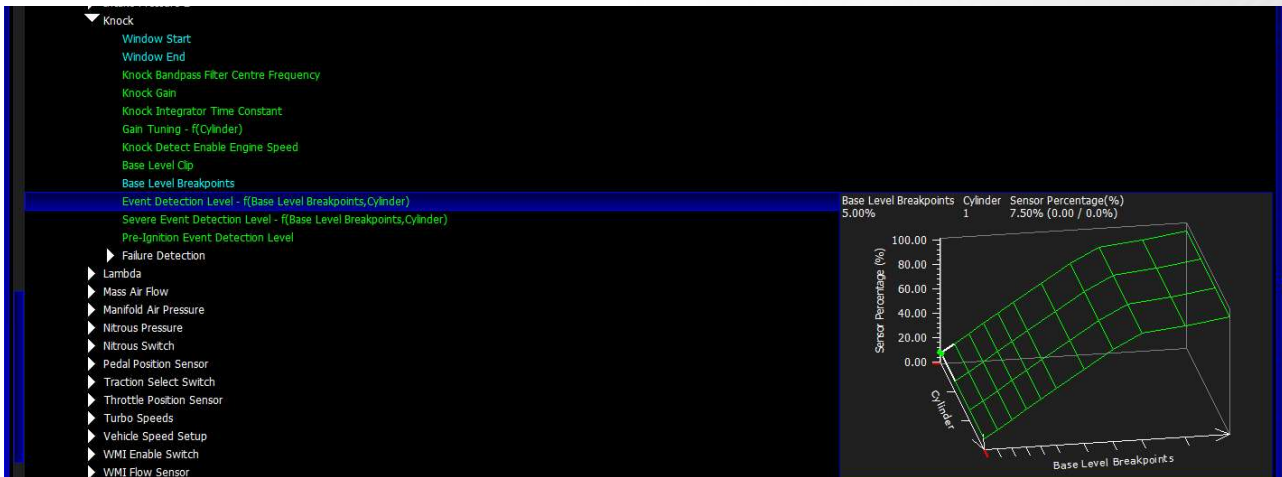 Knock
Window Start
Window End
Knock Bandpass Filter Centre Frequency
Knock Gain
Knock Integrator Time Constant
Gain Tuning - f(Cylinder)
Knock Detect Enable Engine Speed
Base Level Clip
Base Level Breakpoints
Event Detection Level - f(Base Level Breakpoints,Cylinder)
Severe Event Detection Level - f(Base Level Breakpoints,Cylinder)
Pre-Ignition Event Detection Level
Failure Detection
Lambda
Mass Air Flow
Manifold Air Pressure
Nitrous Pressure
Nitrous Switch
Pedal Position Sensor
Traction Select Switch
Throttle Position Sensor
Turbo Speeds
Vehicle Speed Setup
WMI Enable Switch
WMI Flow Sensor
Base Level Breakpoints Cylinder Sensor Percentage(%)
5.00% 1 7.50% (0.00 / 0.0%)
100.00
80.00
60.00
40.00
20.00
0.00
Sensor Percentage (%)
Cylinder
Base Level Breakpoints